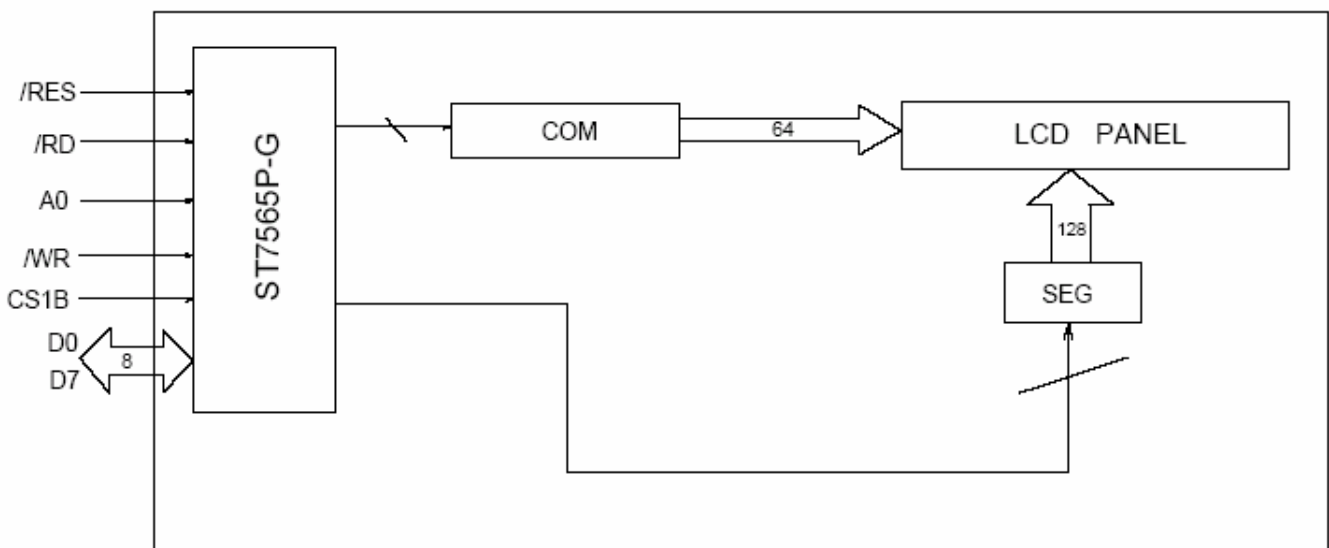 /RES
/RD
A0
/WR
CS1B
D0
D7
8
ST7565P-G
COM
64
LCD PANEL
128
SEG